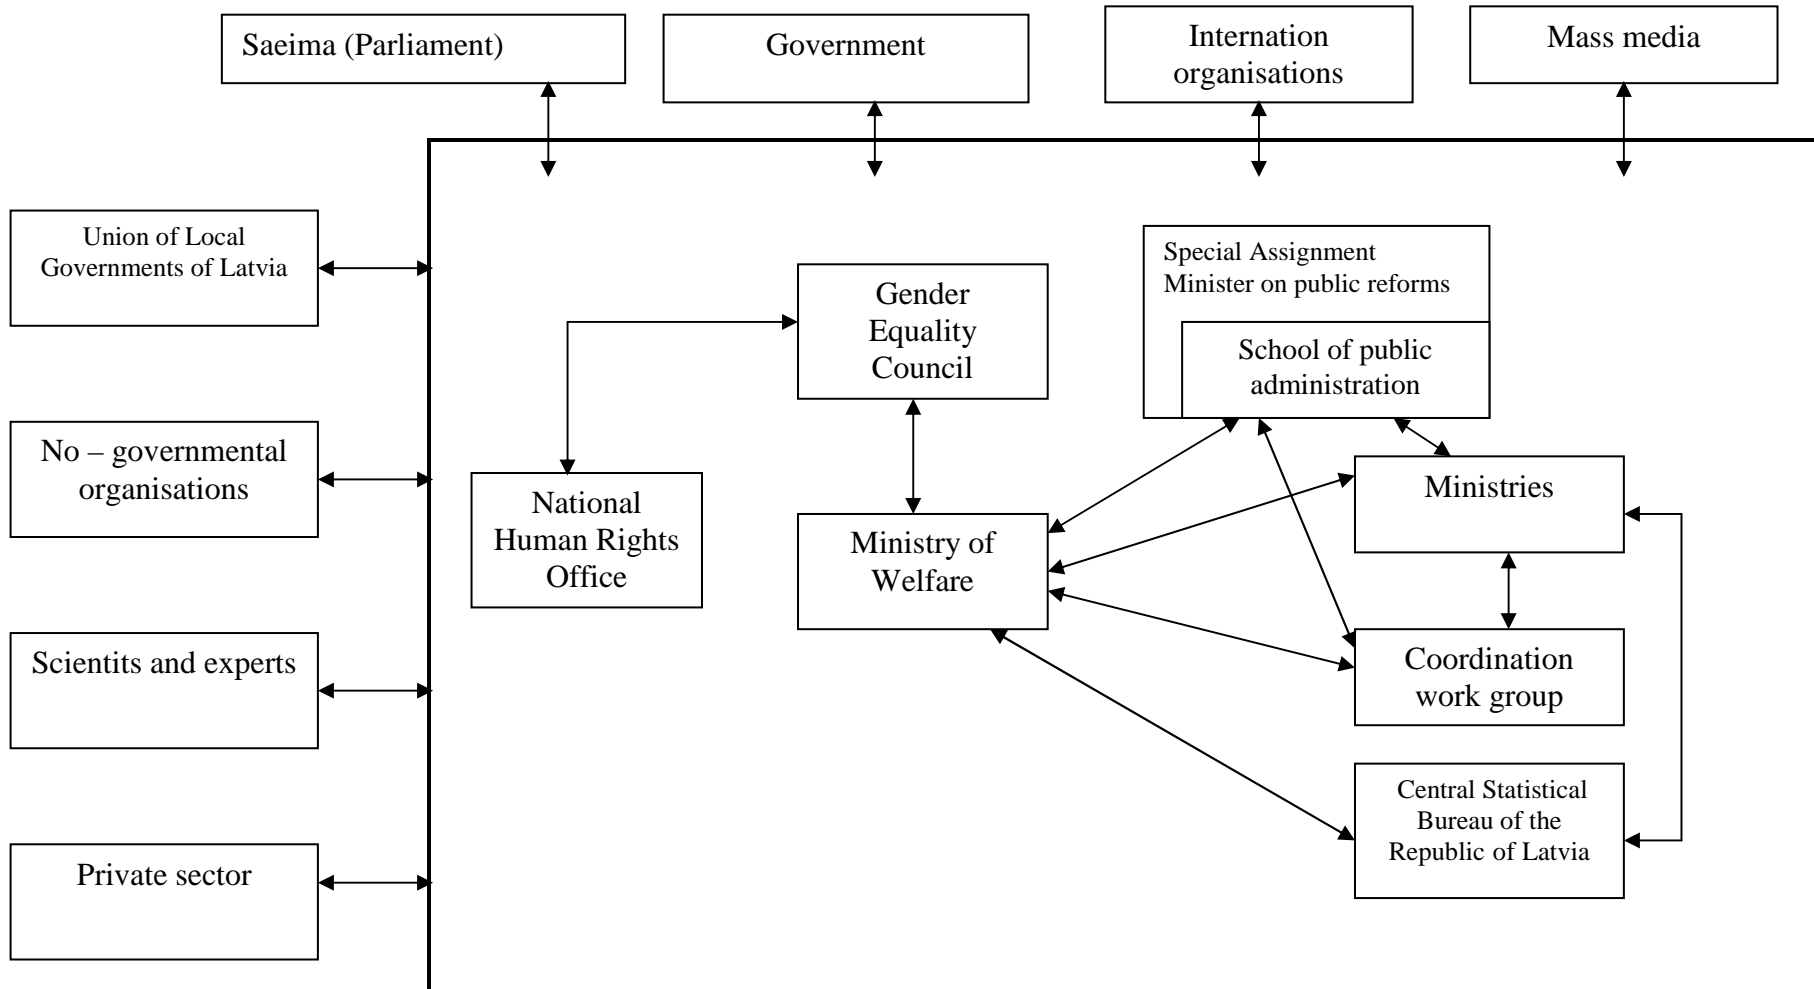 Saeima (Parliament)
Government
Internation
organisations
Mass media
Union of Local
Governments of Latvia
No – governmental
organisations
Scientits and experts
Private sector
Gender
Equality
Council
Special Assignment
Minister on public reforms
School of public
administration
National
Human Rights
Office
Ministry of
Welfare
Ministries
Coordination
work group
Central Statistical
Bureau of the
Republic of Latvia